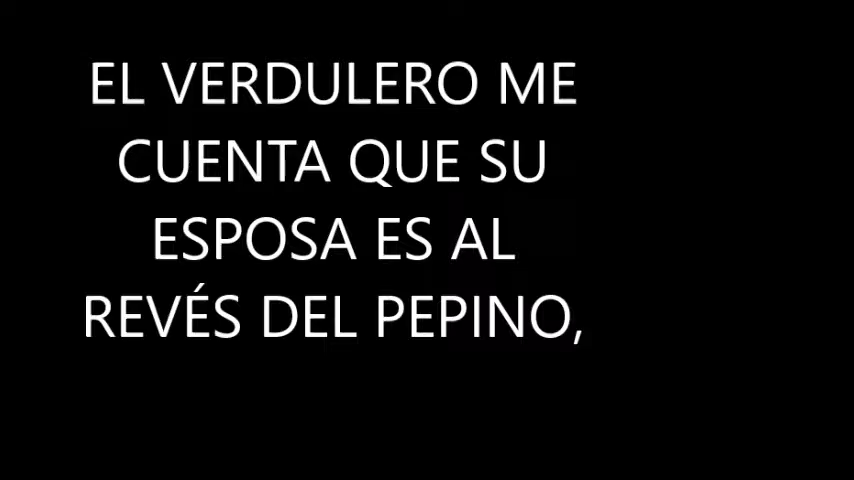 EL VERDULERO ME
CUENTA QUE SU
ESPOSA ES AL
REVÉS DEL PEPINO,